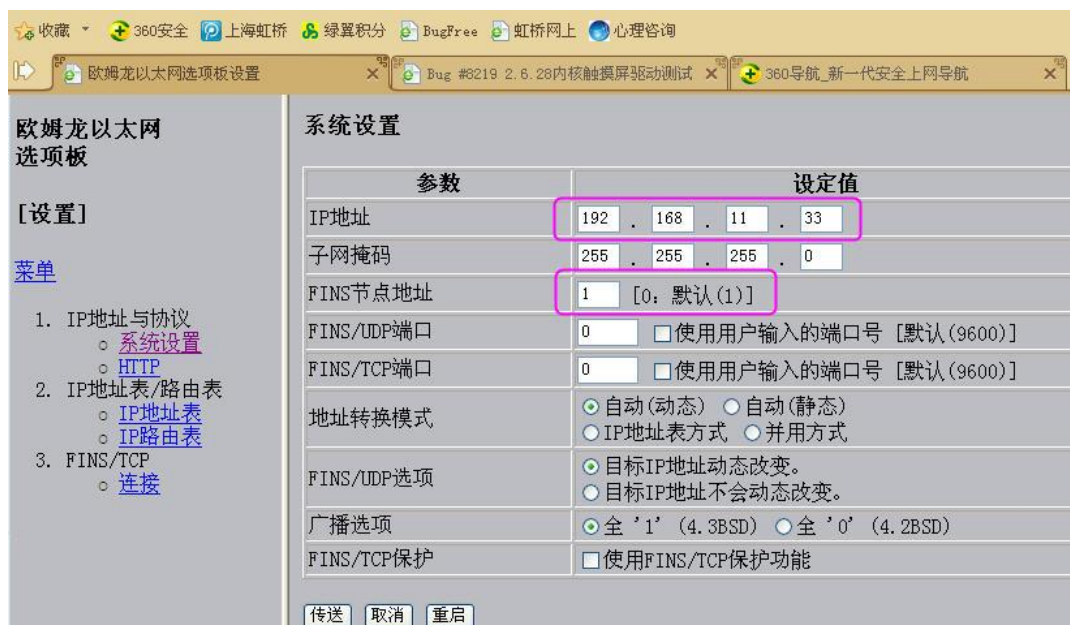 收藏 360安全 上海虹桥 绿翼积分 BugFree 虹桥网上 心理咨询
欧姆龙以太网选项板设置 Bug #8219 2.6.28内核触摸屏驱动测试 360导航_新一代安全上网导航
欧姆龙以太网
选项板
[设置]
菜单
1. IP地址与协议
系统设置
HTTP
2. IP地址表/路由表
IP地址表
IP路由表
3. FINS/TCP
连接
系统设置
参数 设定值
IP地址 192 . 168 . 11 . 33
子网掩码 255 . 255 . 255 . 0
FINS节点地址 1 [0: 默认(1)]
FINS/UDP端口 0 使用用户输入的端口号 [默认(9600)]
FINS/TCP端口 0 使用用户输入的端口号 [默认(9600)]
地址转换模式 自动(动态) 自动(静态)
IP地址表方式 并用方式
FINS/UDP选项 目标IP地址动态改变。
目标IP地址不会动态改变。
广播选项 全 '1' (4.3BSD) 全 '0' (4.2BSD)
FINS/TCP保护 使用FINS/TCP保护功能
传送 取消 重启